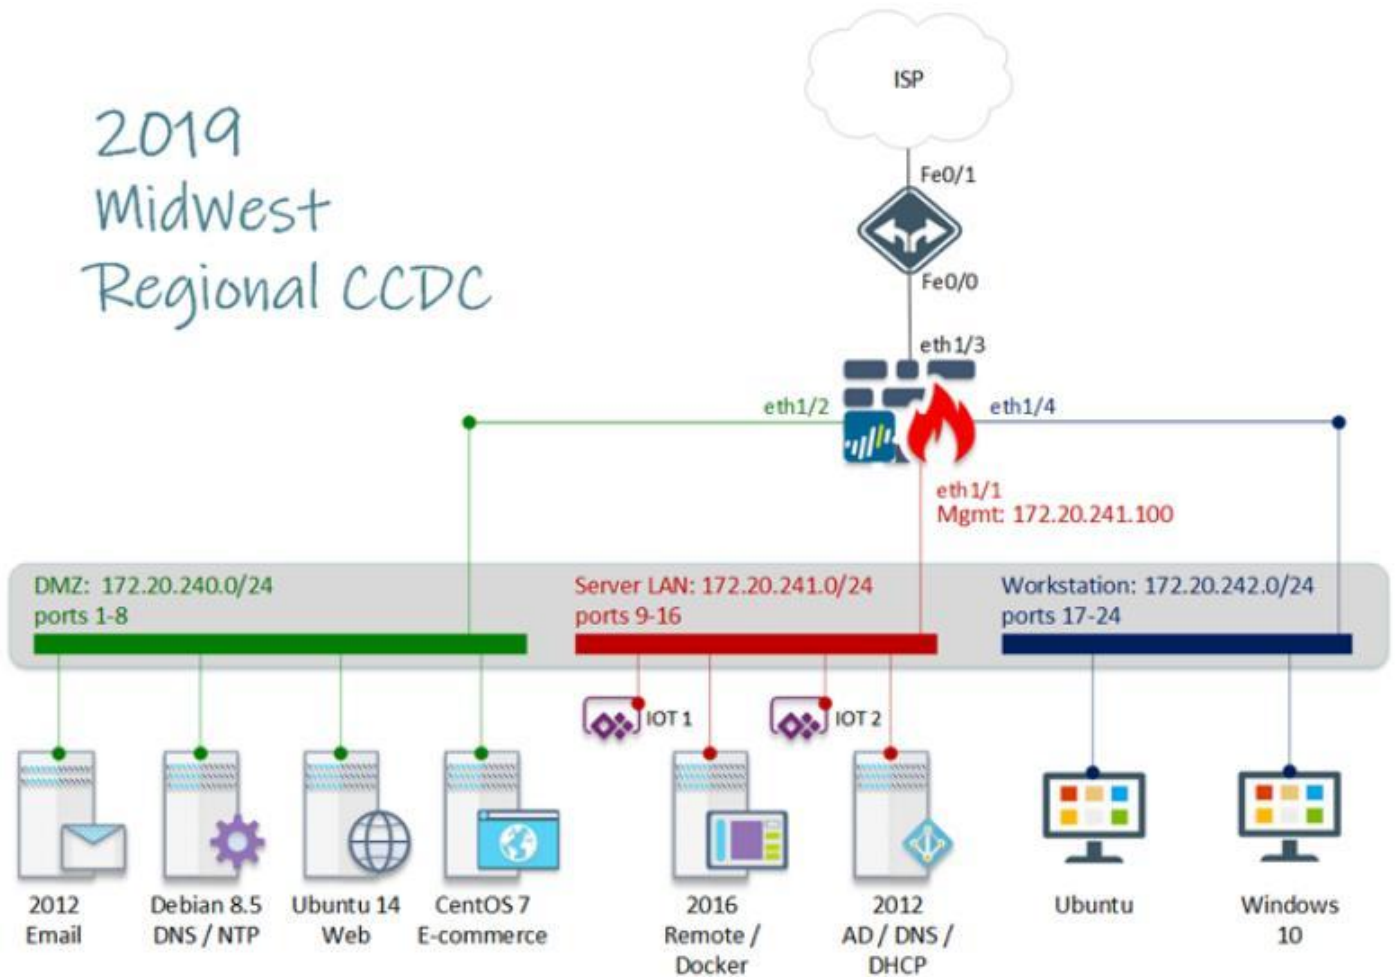 2019
MidWest
Regional CCDC
ISP
Fe0/1
Fe0/0
eth1/3
eth1/2
eth1/4
eth1/1
Mgmt: 172.20.241.100
DMZ: 172.20.240.0/24
ports 1-8
Server LAN: 172.20.241.0/24
ports 9-16
Workstation: 172.20.242.0/24
ports 17-24
IOT 1
IOT 2
2012
Email
Debian 8.5
DNS / NTP
Ubuntu 14
Web
CentOS 7
E-commerce
2016
Remote /
Docker
2012
AD / DNS /
DHCP
Ubuntu
Windows
10